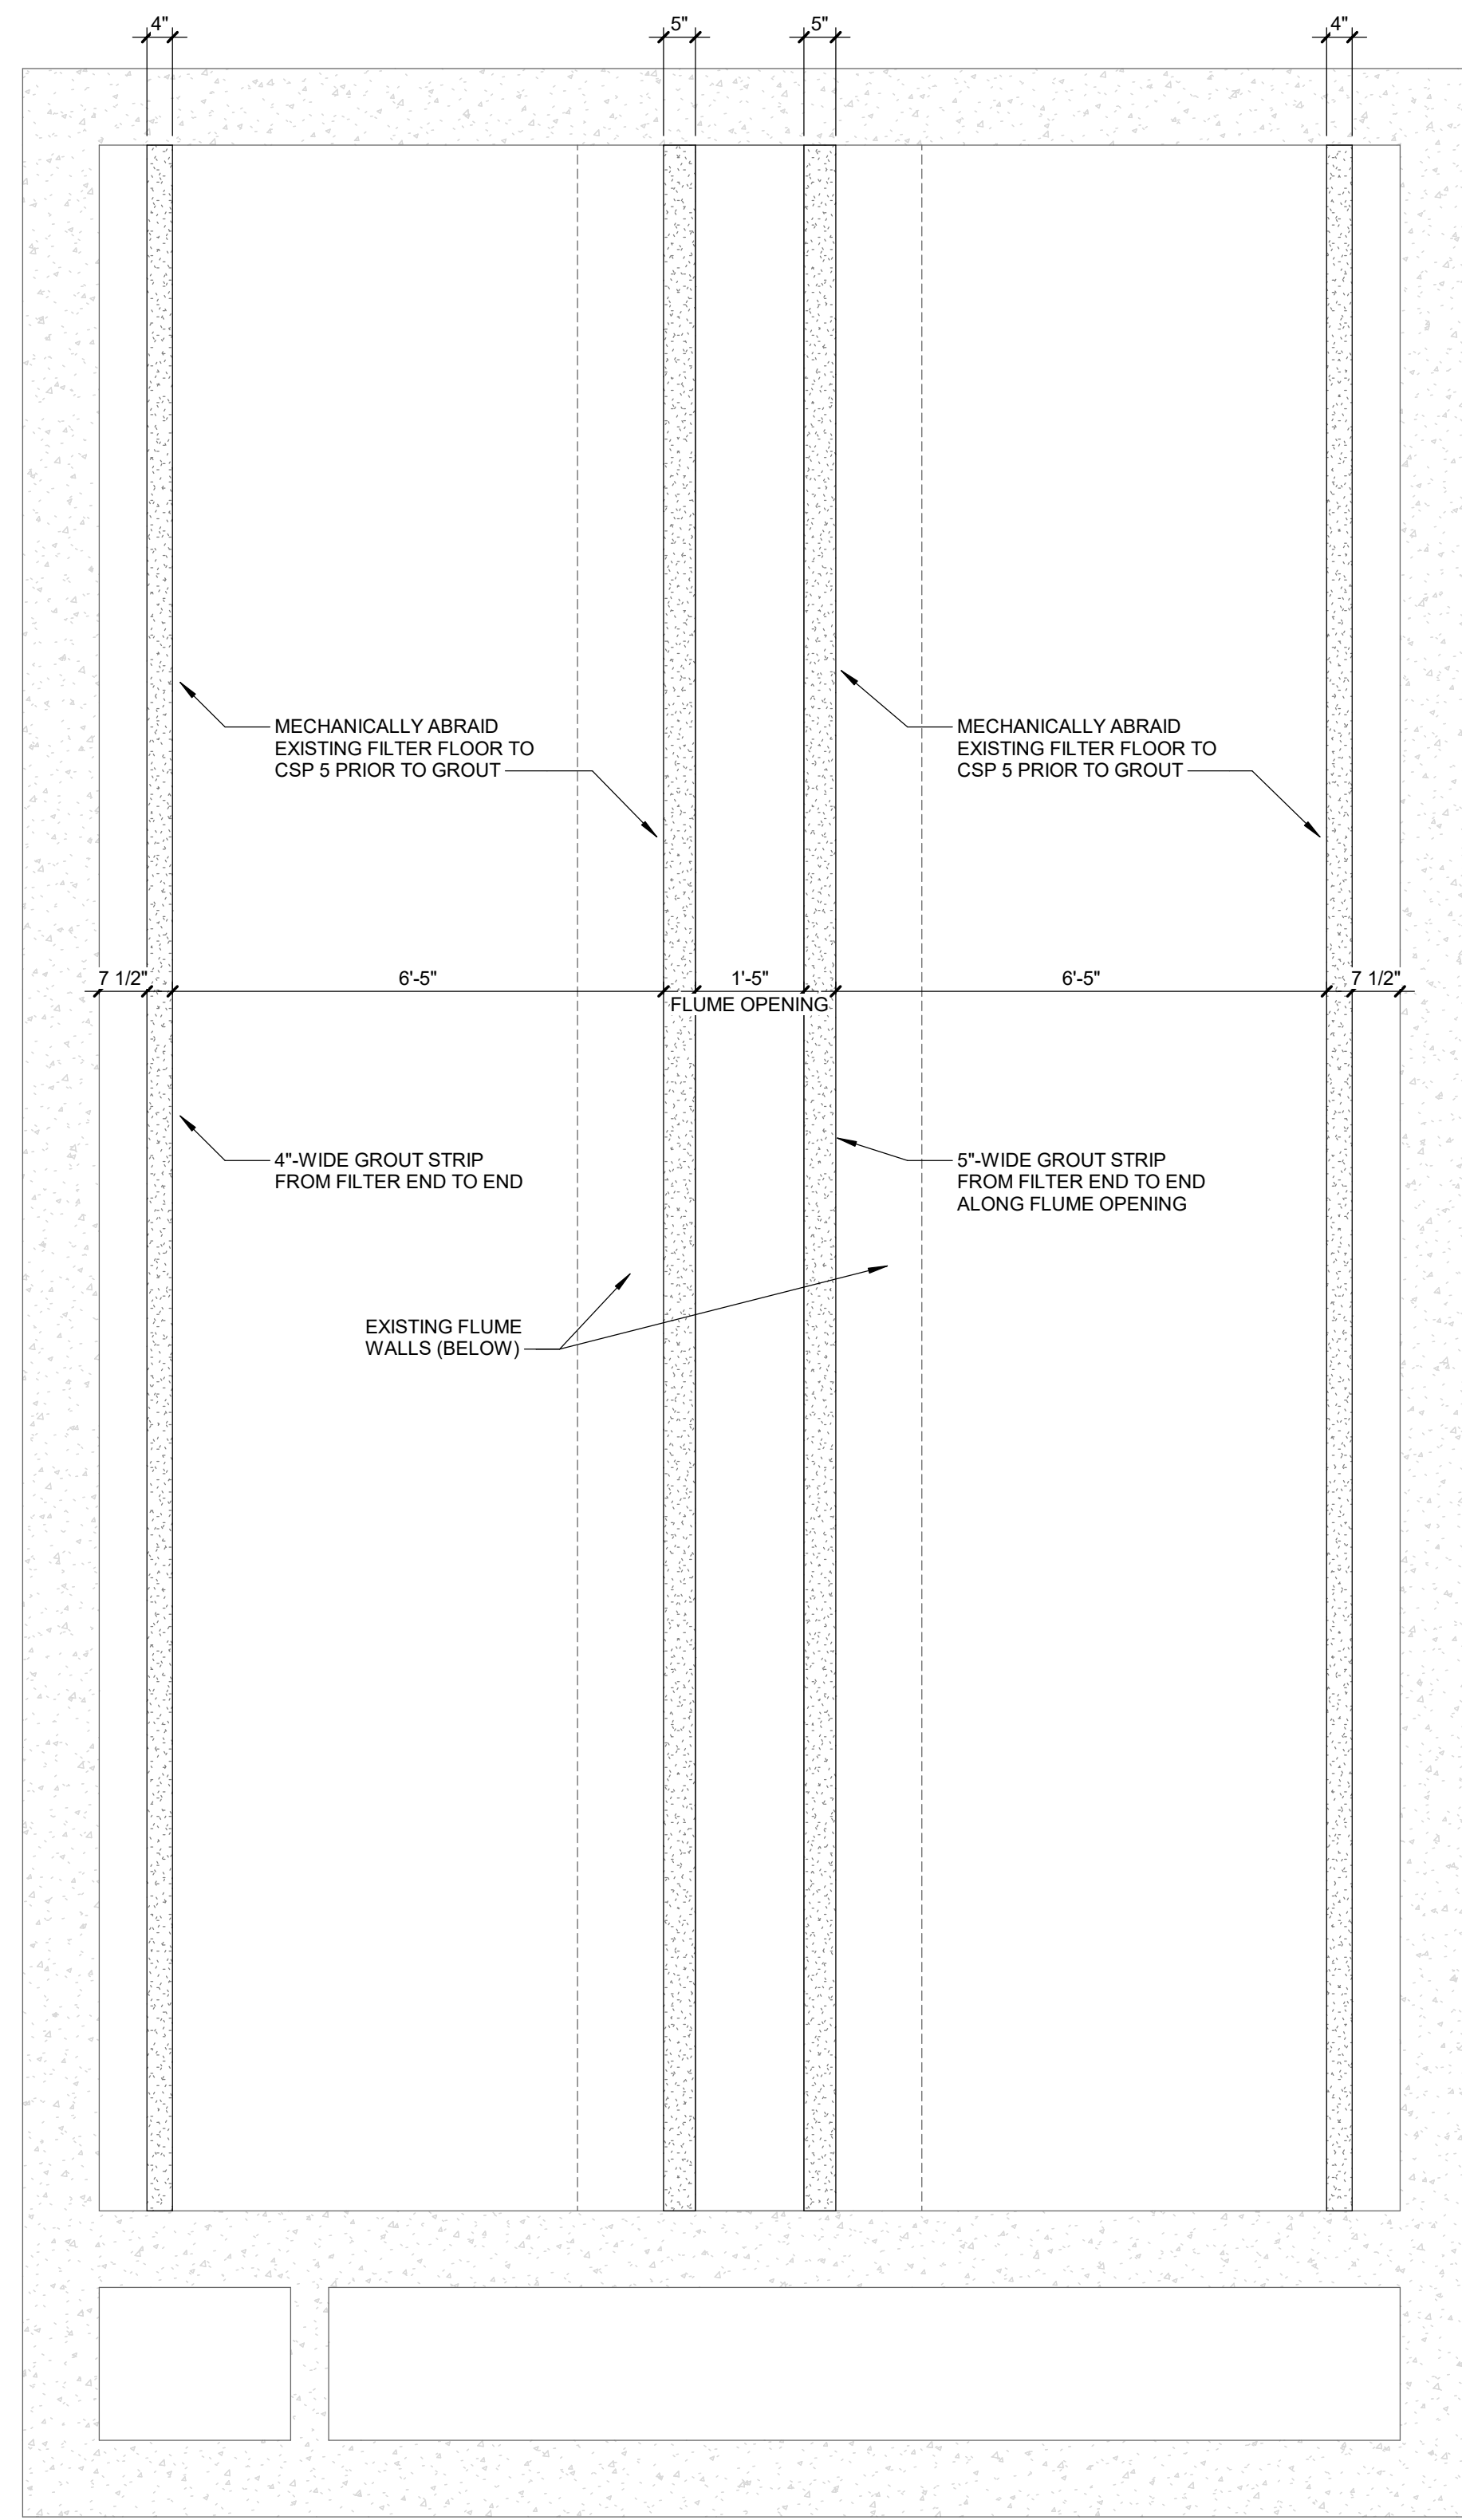 4"
5"
5"
4"
MECHANICALLY ABRAID
EXISTING FILTER FLOOR TO
CSP 5 PRIOR TO GROUT
MECHANICALLY ABRAID
EXISTING FILTER FLOOR TO
CSP 5 PRIOR TO GROUT
7 1/2"
6'-5"
1'-5"
FLUME OPENING
6'-5"
7 1/2"
4"-WIDE GROUT STRIP
FROM FILTER END TO END
5"-WIDE GROUT STRIP
FROM FILTER END TO END
ALONG FLUME OPENING
EXISTING FLUME
WALLS (BELOW)